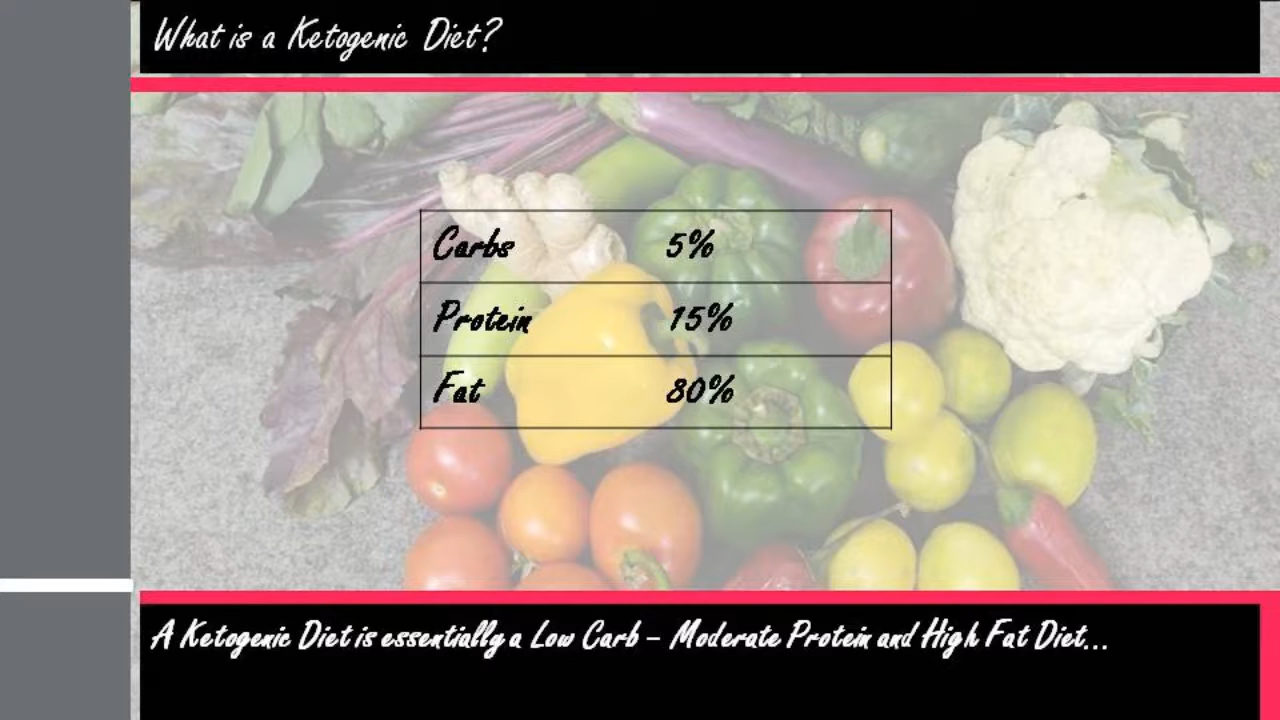 What is a Ketogenic Diet?
Carbs 5%
Protein 15%
Fat 80%
A Ketogenic Diet is essentially a Low Carb – Moderate Protein and High Fat Diet...